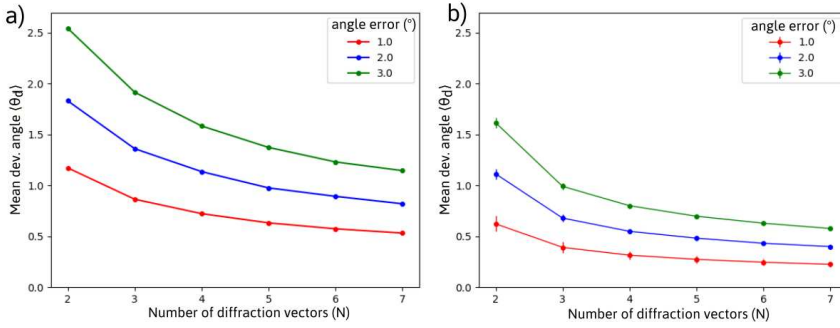 a)
angle error (°)
1.0
2.0
3.0
2.5
2.0
1.5
1.0
0.5
0.0
Mean dev. angle ⟨θd⟩
2 3 4 5 6 7
Number of diffraction vectors (N)
b)
angle error (°)
1.0
2.0
3.0
2.5
2.0
1.5
1.0
0.5
0.0
Mean dev. angle ⟨θd⟩
2 3 4 5 6 7
Number of diffraction vectors (N)